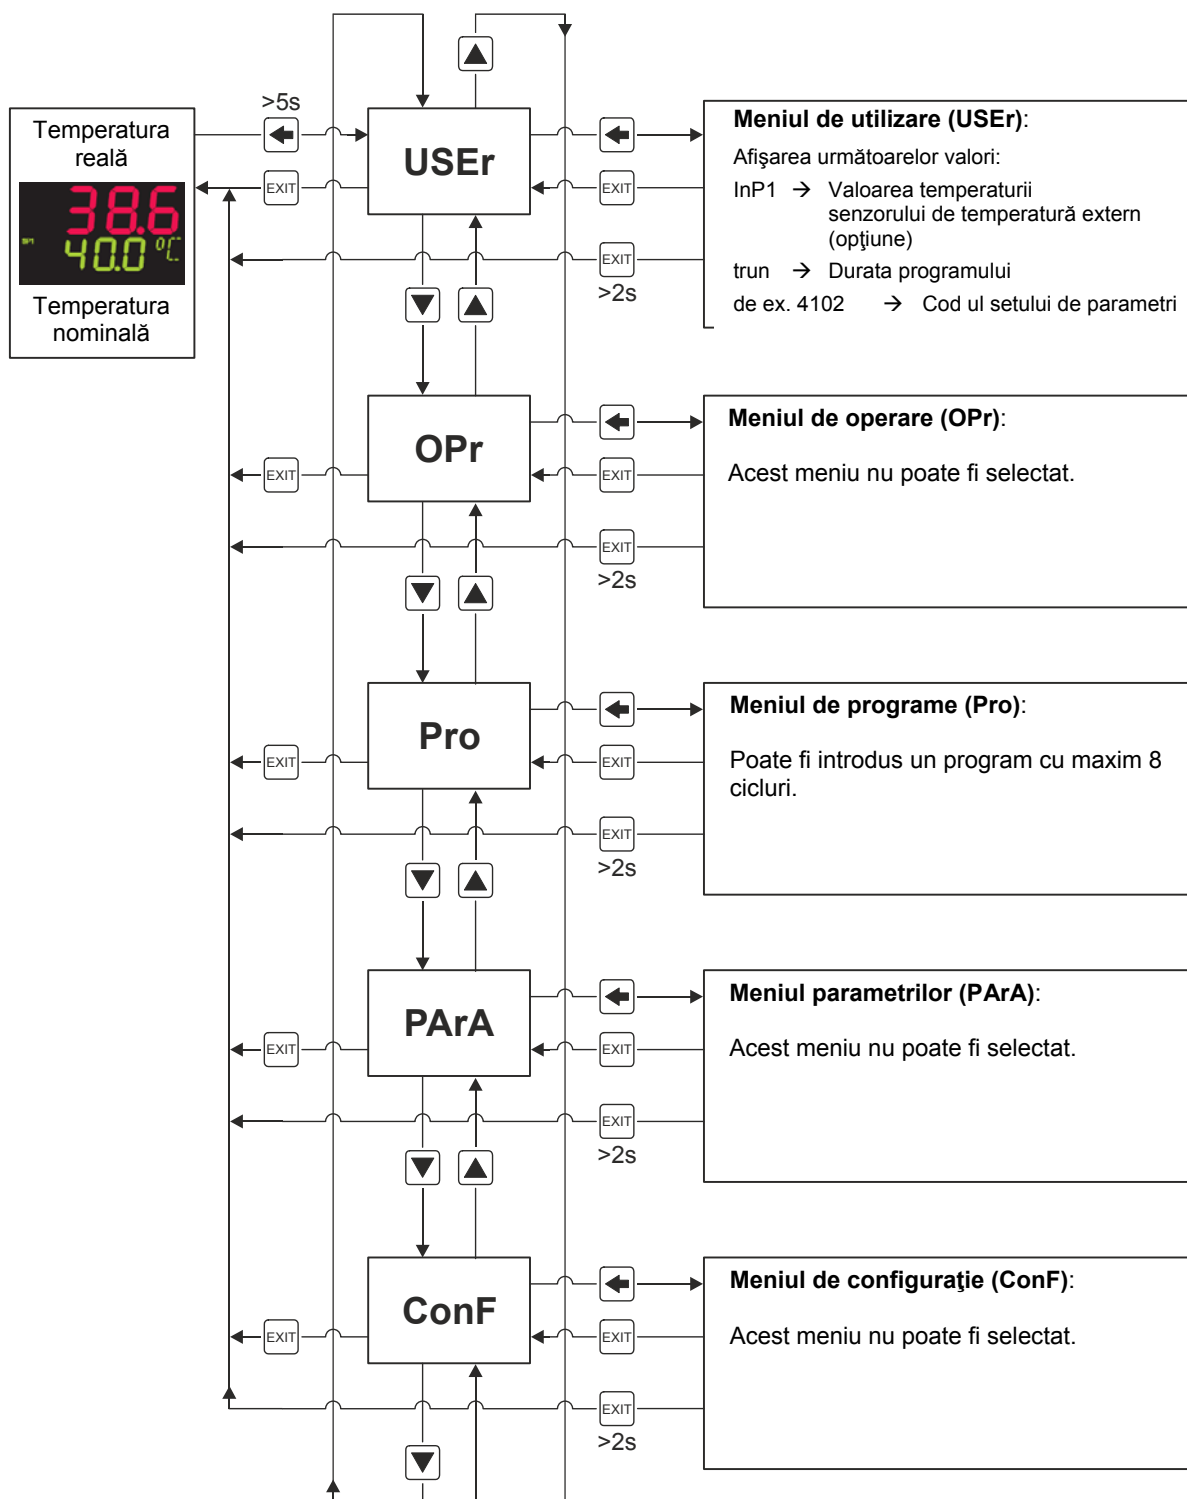 >5s
Temperatura
reală
38.6
SP1 40.0 °C
Temperatura
nominală
EXIT
USEr
EXIT
EXIT
>2s
Meniul de utilizare (USEr):
Afişarea următoarelor valori:
InP1 → Valoarea temperaturii
senzorului de temperatură extern
(opţiune)
trun → Durata programului
de ex. 4102 → Cod ul setului de parametri
OPr
EXIT
EXIT
EXIT
>2s
Meniul de operare (OPr):
Acest meniu nu poate fi selectat.
Pro
EXIT
EXIT
EXIT
>2s
Meniul de programe (Pro):
Poate fi introdus un program cu maxim 8
cicluri.
PArA
EXIT
EXIT
EXIT
>2s
Meniul parametrilor (PArA):
Acest meniu nu poate fi selectat.
ConF
EXIT
EXIT
EXIT
>2s
Meniul de configuraţie (ConF):
Acest meniu nu poate fi selectat.